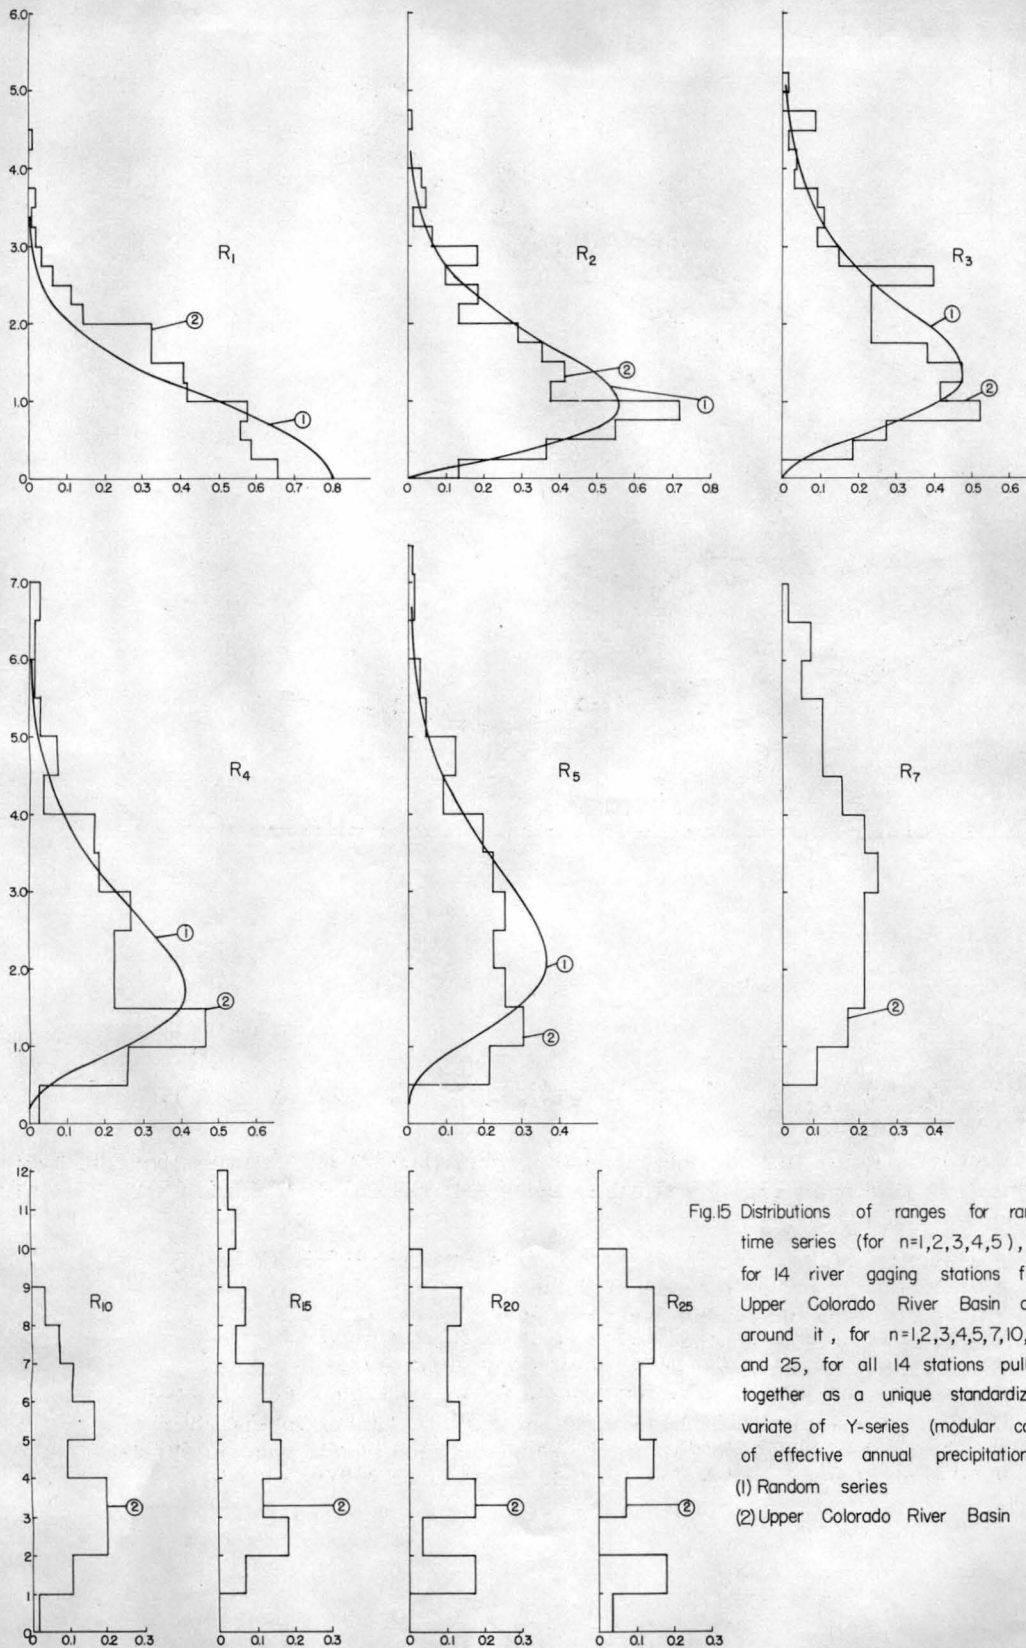 6.0
5.0
4.0
3.0
2.0
1.0
0
R1
②
①
0 0.1 0.2 0.3 0.4 0.5 0.6 0.7 0.8
R2
②
①
0 0.1 0.2 0.3 0.4 0.5 0.6 0.7 0.8
R3
①
②
0 0.1 0.2 0.3 0.4 0.5 0.6
7.0
6.0
5.0
4.0
3.0
2.0
1.0
0
R4
①
②
0 0.1 0.2 0.3 0.4 0.5 0.6
R5
①
②
0 0.1 0.2 0.3 0.4
R7
②
0 0.1 0.2 0.3 0.4
12
11
10
9
8
7
6
5
4
3
2
1
0
R10
②
0 0.1 0.2 0.3
R15
②
0 0.1 0.2 0.3
R20
②
0 0.1 0.2 0.3
R25
②
0 0.1 0.2 0.3
Fig.15 Distributions of ranges for
time series (for n=1,2,3,4,5),
for 14 river gaging stations
Upper Colorado River Basin
around it, for n=1,2,3,4,5,7,10,
and 25, for all 14 stations
together as a unique
variate of Y-series (modular
of effective annual precipitation
(1) Random series
(2) Upper Colorado River Basin